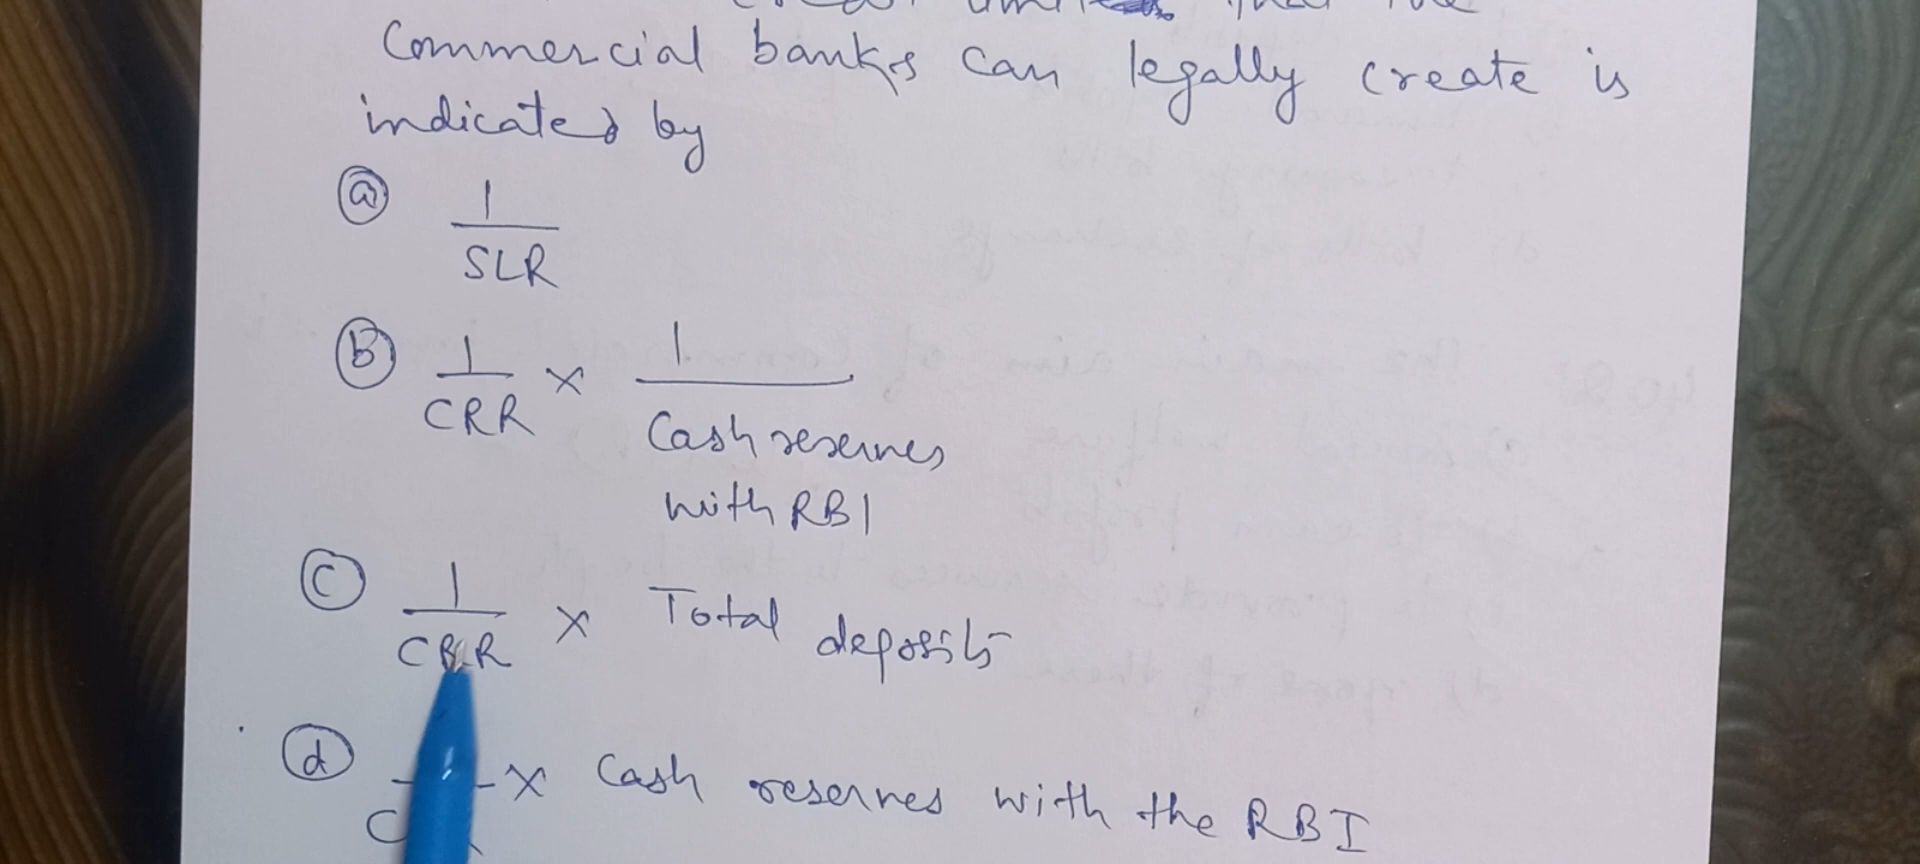 Commercial banks can legally create is
indicated by
(a) 1/SLR
(b) 1/CRR × 1/Cash reserves
with RBI
(c) 1/CRR × Total deposits
(d) × Cash reserves with the RBI